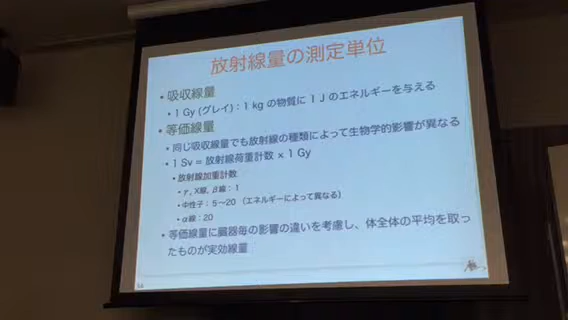 放射線量の測定単位
• 吸収線量
• 1 Gy (グレイ)：1 kg の物質に 1 J のエネルギーを与える
• 等価線量
• 同じ吸収線量でも放射線の種類によって生物学的影響が異なる
• 1 Sv = 放射線荷重計数 x 1 Gy
• 放射線加重計数
• γ, X線, β線：1
• 中性子：5〜20 （エネルギーによって異なる）
• α線：20
• 等価線量に臓器毎の影響の違いを考慮し、体全体の平均を取っ
たものが実効線量